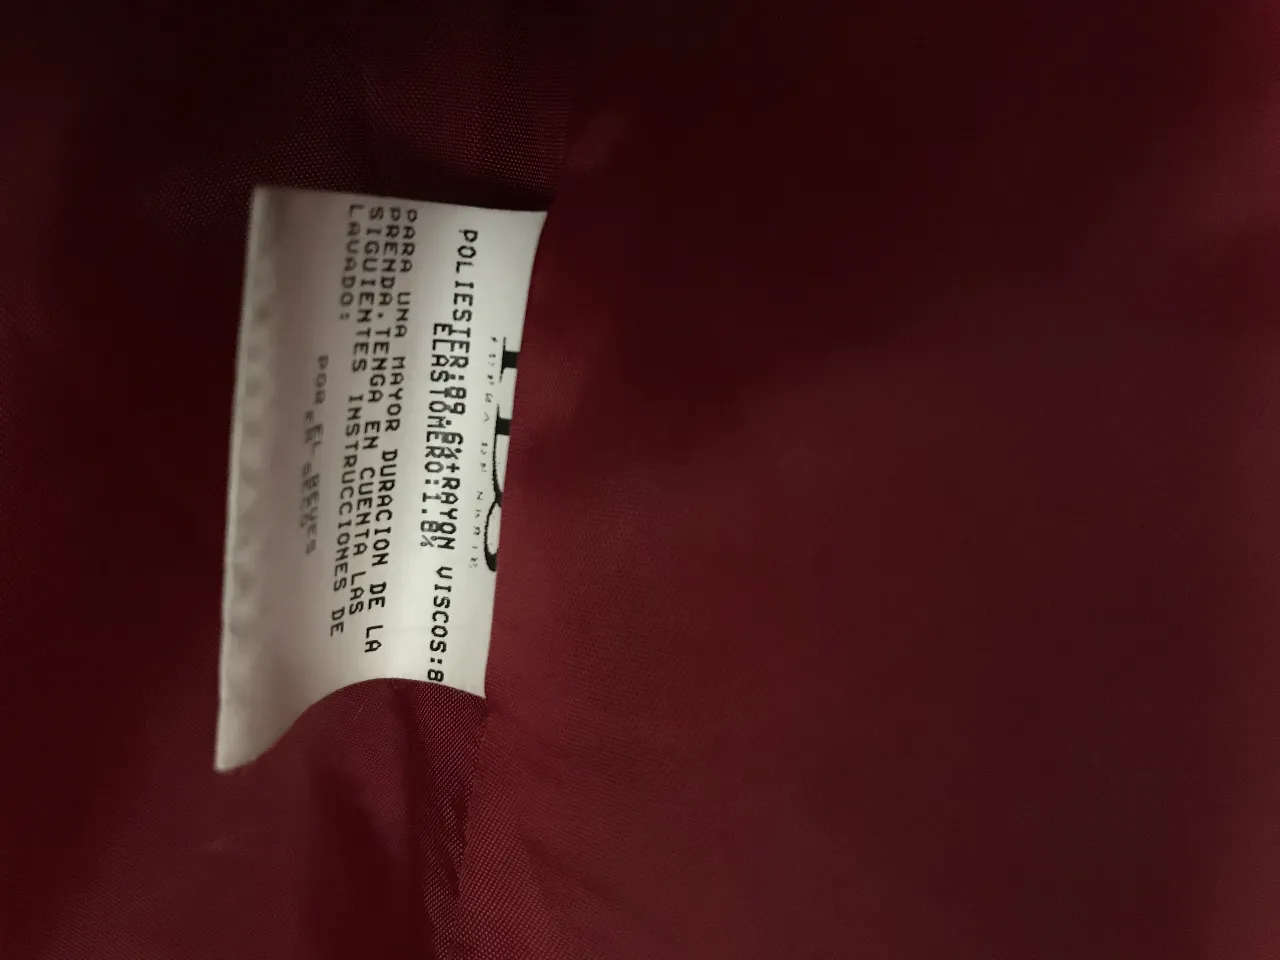 POLIESTER:89.6%+RAYON VISCOS:8
ELASTOMERO:1.8%
PARA UNA MAYOR DURACION DE LA
PRENDA.TENGA EN CUENTA LAS
SIGUIENTES INSTRUCCIONES DE
LAVADO:
POR EL REVES